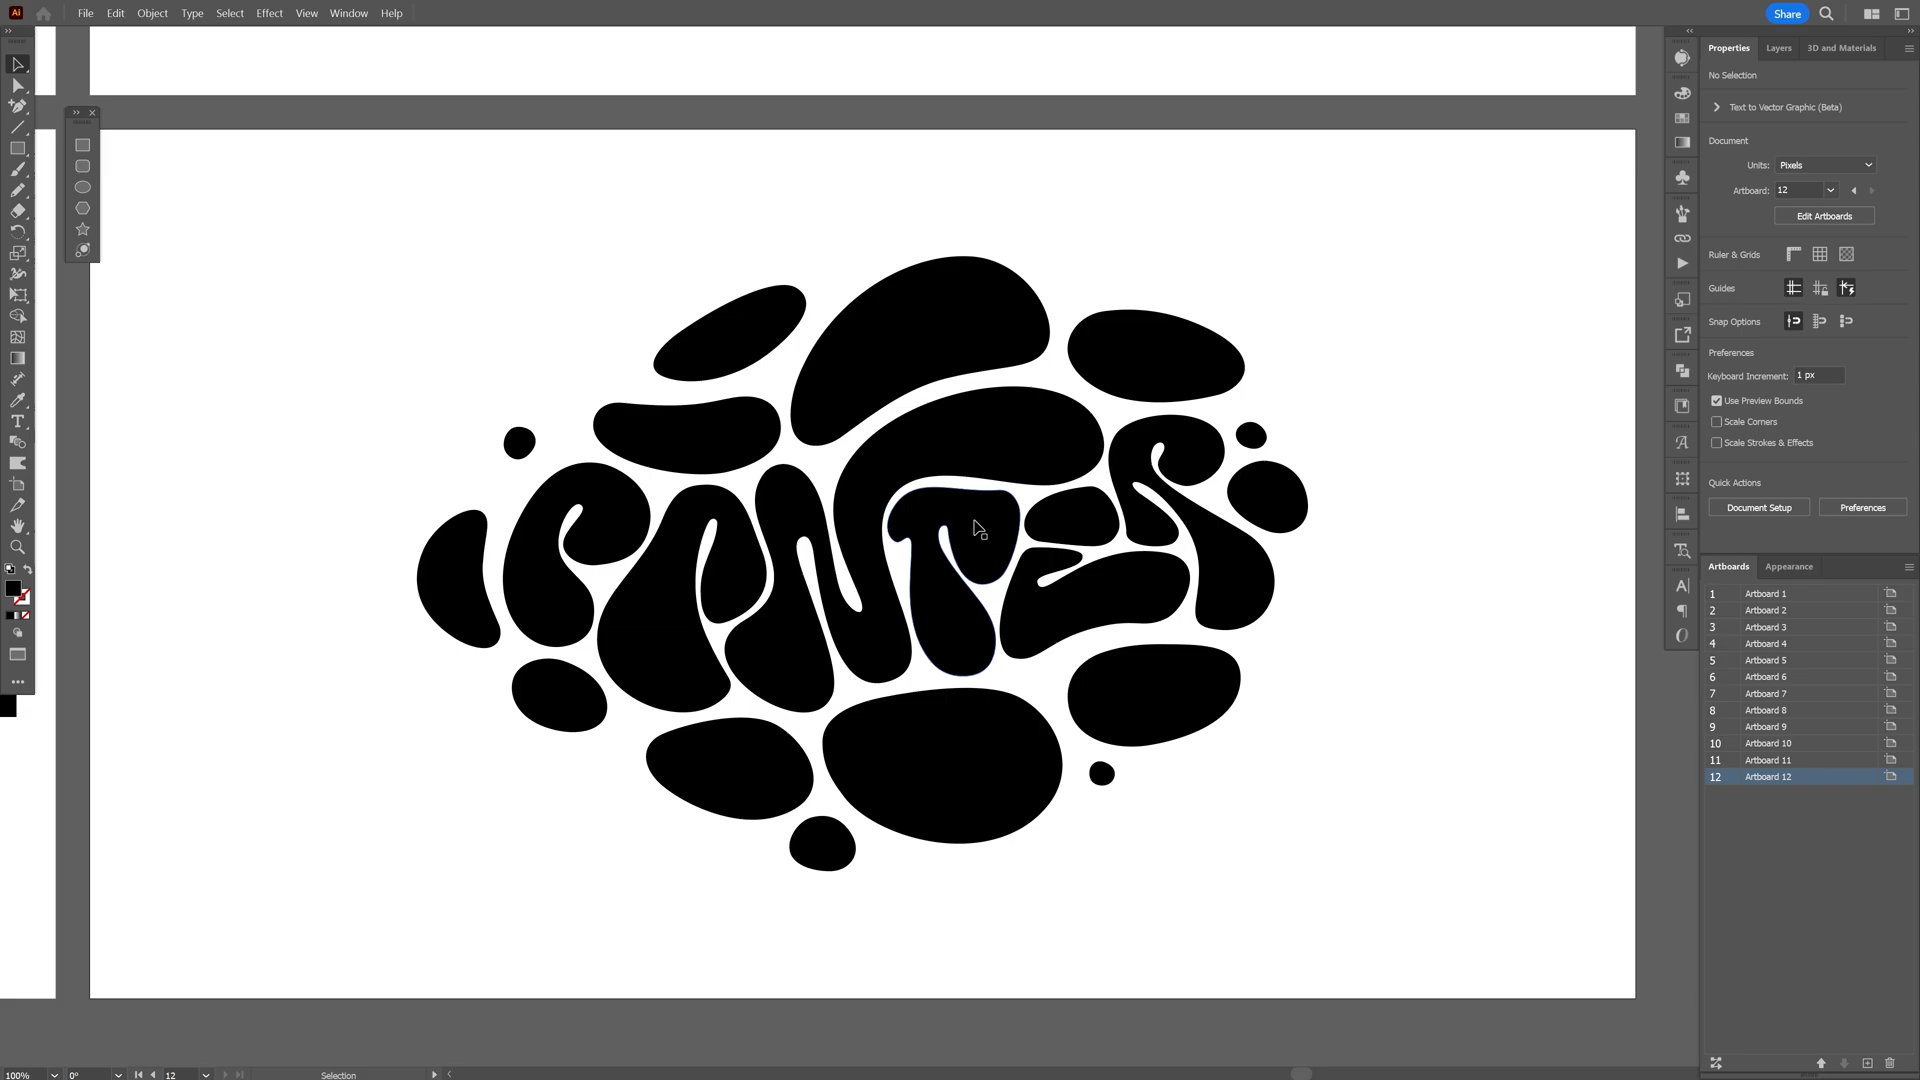 Ai
File Edit Object Type Select Effect View Window Help
Share
Properties Layers 3D and Materials
No Selection
Text to Vector Graphic (Beta)
Document
Units: Pixels
Artboard: 12
Edit Artboards
Ruler & Grids
Guides
Snap Options
Preferences
Keyboard Increment: 1 px
Use Preview Bounds
Scale Corners
Scale Strokes & Effects
Quick Actions
Document Setup Preferences
Artboards Appearance
1 Artboard 1
2 Artboard 2
3 Artboard 3
4 Artboard 4
5 Artboard 5
6 Artboard 6
7 Artboard 7
8 Artboard 8
9 Artboard 9
10 Artboard 10
11 Artboard 11
12 Artboard 12
PANTER
100% 0° 12 Selection